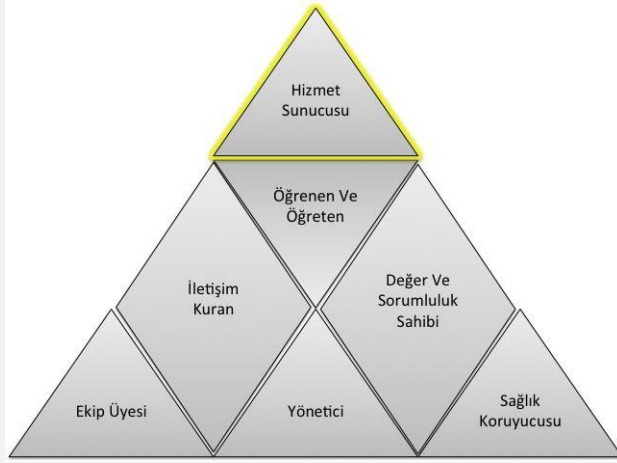 Hizmet
Sunucusu
Öğrenen Ve
Öğreten
İletişim
Kuran
Değer Ve
Sorumluluk
Sahibi
Ekip Üyesi
Yönetici
Sağlık
Koruyucusu